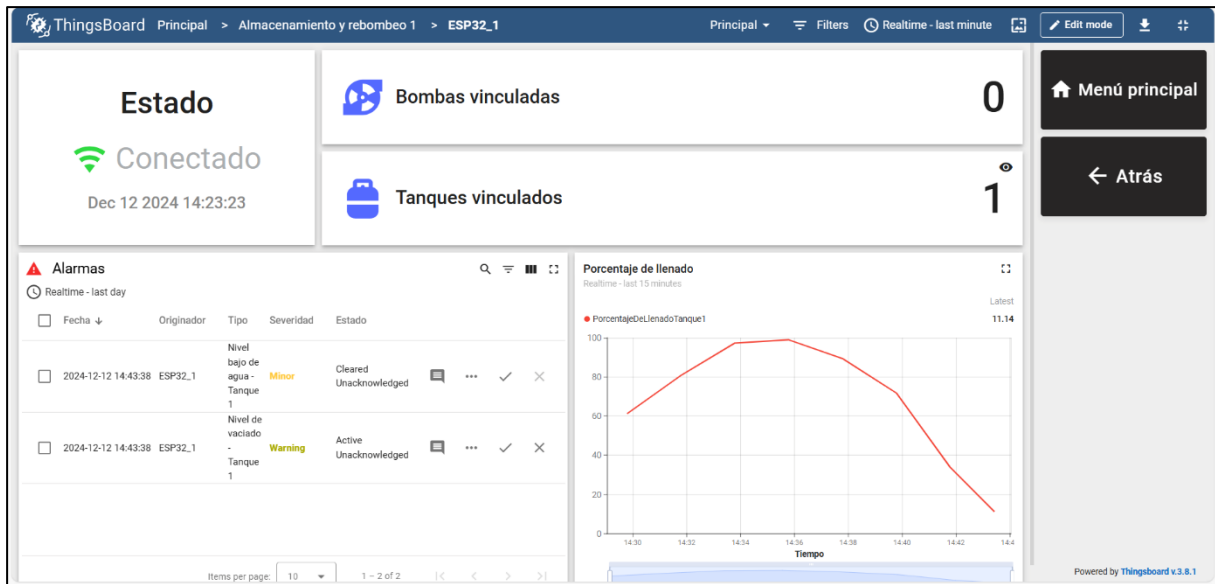 ThingsBoard Principal > Almacenamiento y rebombeo 1 > ESP32_1 Principal Filters Realtime - last minute Edit mode
Estado
Conectado
Dec 12 2024 14:23:23
Bombas vinculadas 0
Tanques vinculados 1
Menú principal
Atrás
Alarmas
Realtime - last day
Fecha Originador Tipo Severidad Estado
2024-12-12 14:43:38 ESP32_1
Nivel
bajo de
agua -
Tanque
1
Minor
Cleared
Unacknowledged
2024-12-12 14:43:38 ESP32_1
Nivel de
vaciado
-
Tanque
1
Warning
Active
Unacknowledged
Items per page: 10 1 – 2 of 2
Porcentaje de llenado
Realtime - last 15 minutes
Latest
PorcentajeDeLlenadoTanque1 11.14
100
80
60
40
20
0
14:30 14:32 14:34 14:36 14:38 14:40 14:42 14:4
Tiempo
Powered by Thingsboard v.3.8.1